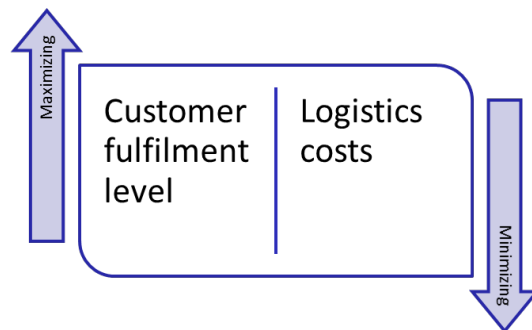 Maximizing
Customer
fulfilment
level
Logistics
costs
Minimizing